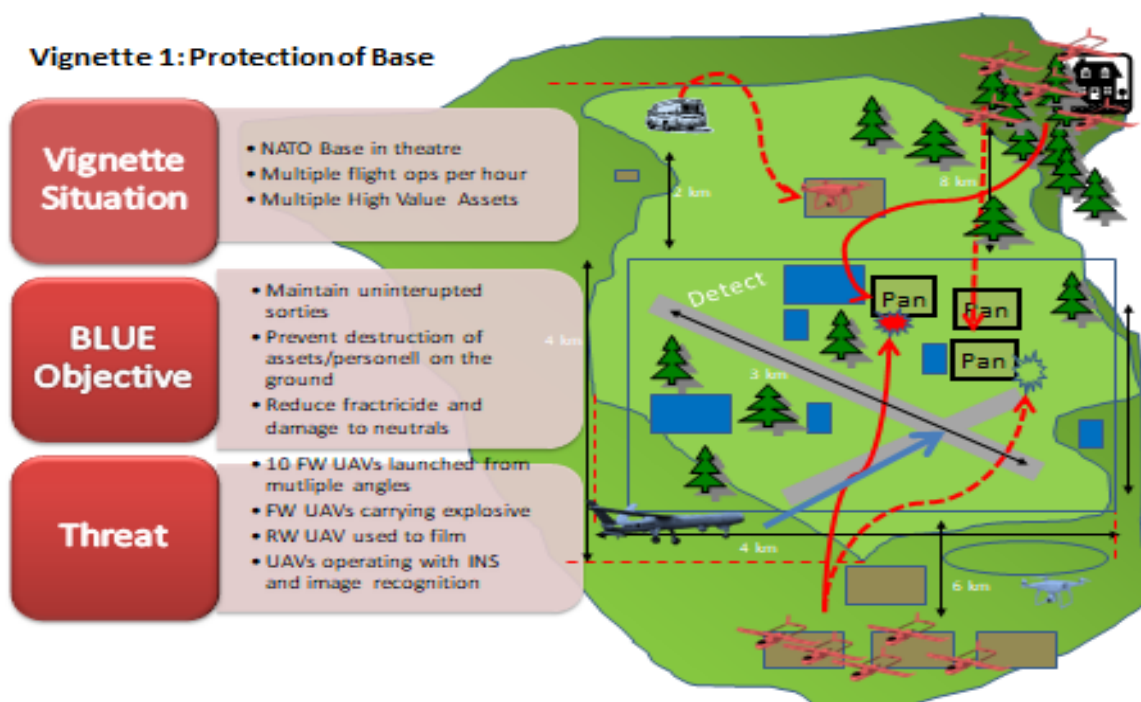 Vignette 1: Protection of Base
Vignette
Situation
• NATO Base in theatre
• Multiple flight ops per hour
• Multiple High Value Assets
BLUE
Objective
• Maintain uninterupted
sorties
• Prevent destruction of
assets/personell on the
ground
• Reduce fractricide and
damage to neutrals
Threat
• 10 FW UAVs launched from
mutliple angles
• FW UAVs carrying explosive
• RW UAV used to film
• UAVs operating with INS
and image recognition
2 km
8 km
Detect
Pan
Pan
Pan
4 km
3 km
4 km
6 km